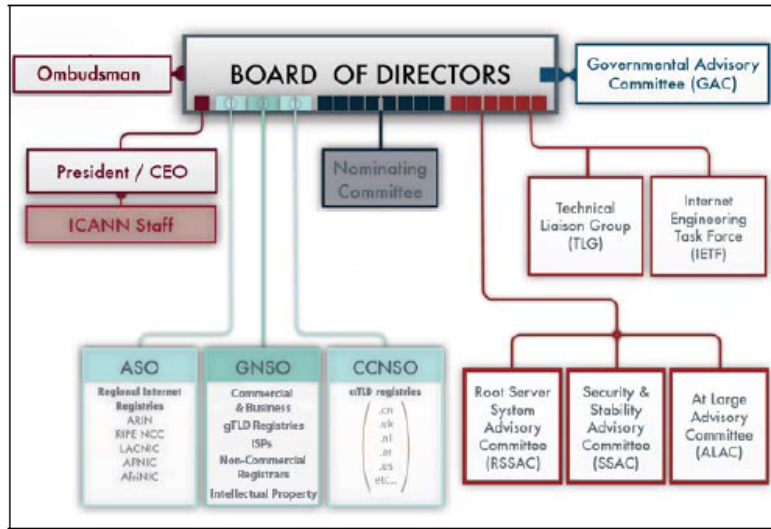 Ombudsman
BOARD OF DIRECTORS
Governmental Advisory
Committee (GAC)
President / CEO
ICANN Staff
Nominating
Committee
Technical
Liaison Group
(TLG)
Internet
Engineering
Task Force
(IETF)
ASO
Regional Internet
Registries
ARIN
RIPE NCC
LACNIC
APNIC
AfriNIC
GNSO
Commercial
& Business
gTLD Registries
ISPs
Non-Commercial
Registrars
Intellectual Property
CCNSO
ccTLD registries
.cn
.uk
.nl
.at
.us
etc...
Root Server
System
Advisory
Committee
(RSSAC)
Security &
Stability
Advisory
Committee
(SSAC)
At Large
Advisory
Committee
(ALAC)